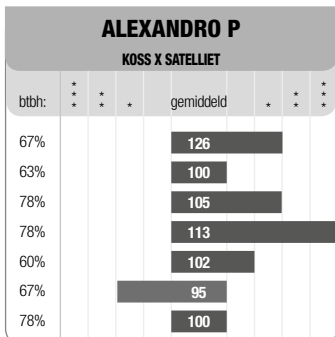 ALEXANDRO P
KOSS X SATELLIET
btbh: *** ** * gemiddeld * ** ***
67% 126
63% 100
78% 105
78% 113
60% 102
67% 95
78% 100